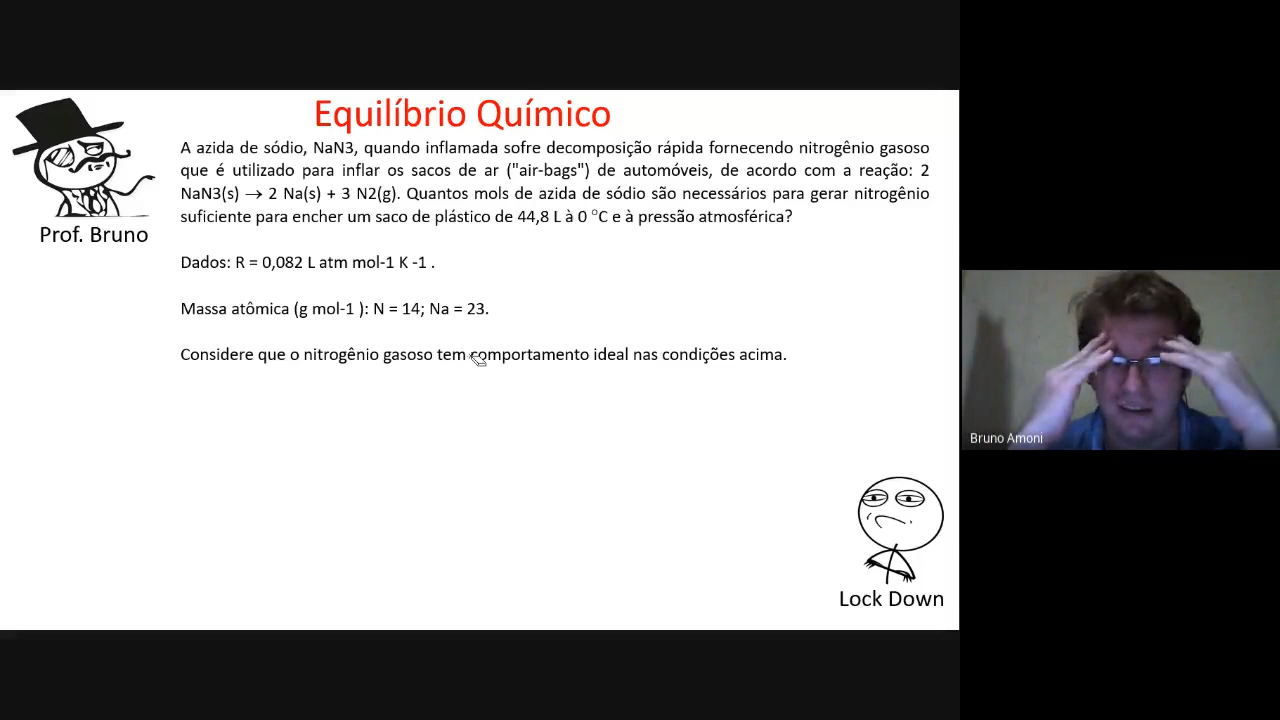 Equilíbrio Químico
A azida de sódio, NaN3, quando inflamada sofre decomposição rápida fornecendo nitrogênio gasoso
que é utilizado para inflar os sacos de ar ("air-bags") de automóveis, de acordo com a reação: 2
NaN3(s) → 2 Na(s) + 3 N2(g). Quantos mols de azida de sódio são necessários para gerar nitrogênio
suficiente para encher um saco de plástico de 44,8 L à 0 °C e à pressão atmosférica?
Prof. Bruno
Dados: R = 0,082 L atm mol-1 K -1 .
Massa atômica (g mol-1 ): N = 14; Na = 23.
Considere que o nitrogênio gasoso tem comportamento ideal nas condições acima.
Bruno Amoni
Lock Down